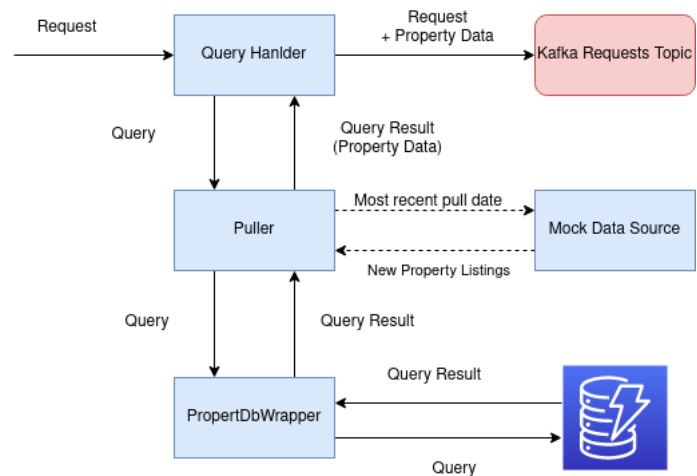 Request
Request
+ Property Data
Query Hanlder
Kafka Requests Topic
Query
Query Result
(Property Data)
Most recent pull date
Puller
Mock Data Source
New Property Listings
Query
Query Result
Query Result
PropertDbWrapper
Query